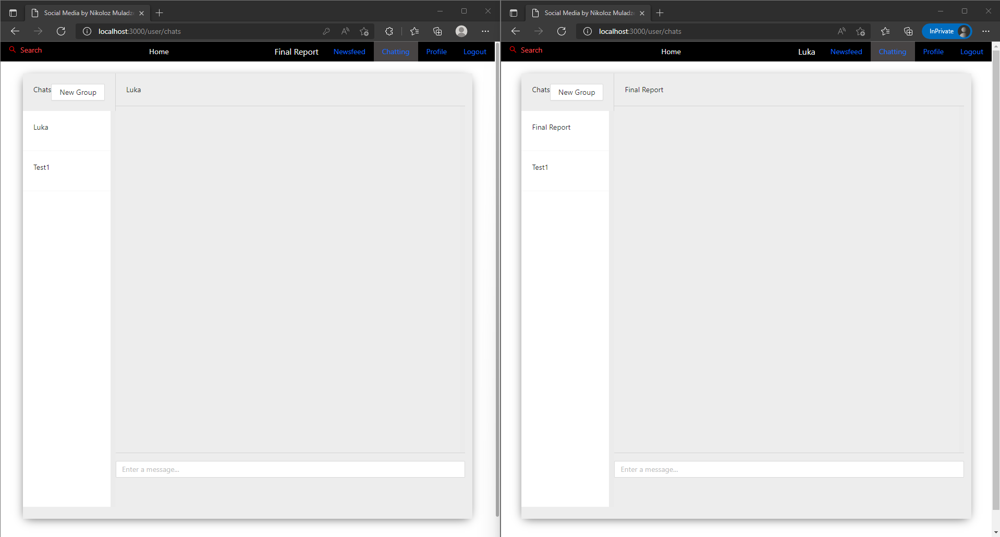 Social Media by Nikoloz Muladze
localhost:3000/user/chats
Search
Home
Final Report
Newsfeed
Chatting
Profile
Logout
Chats
New Group
Luka
Luka
Test1
Enter a message...
Social Media by Nikoloz Muladze
localhost:3000/user/chats
InPrivate
Search
Home
Luka
Newsfeed
Chatting
Profile
Logout
Chats
New Group
Final Report
Final Report
Test1
Enter a message...